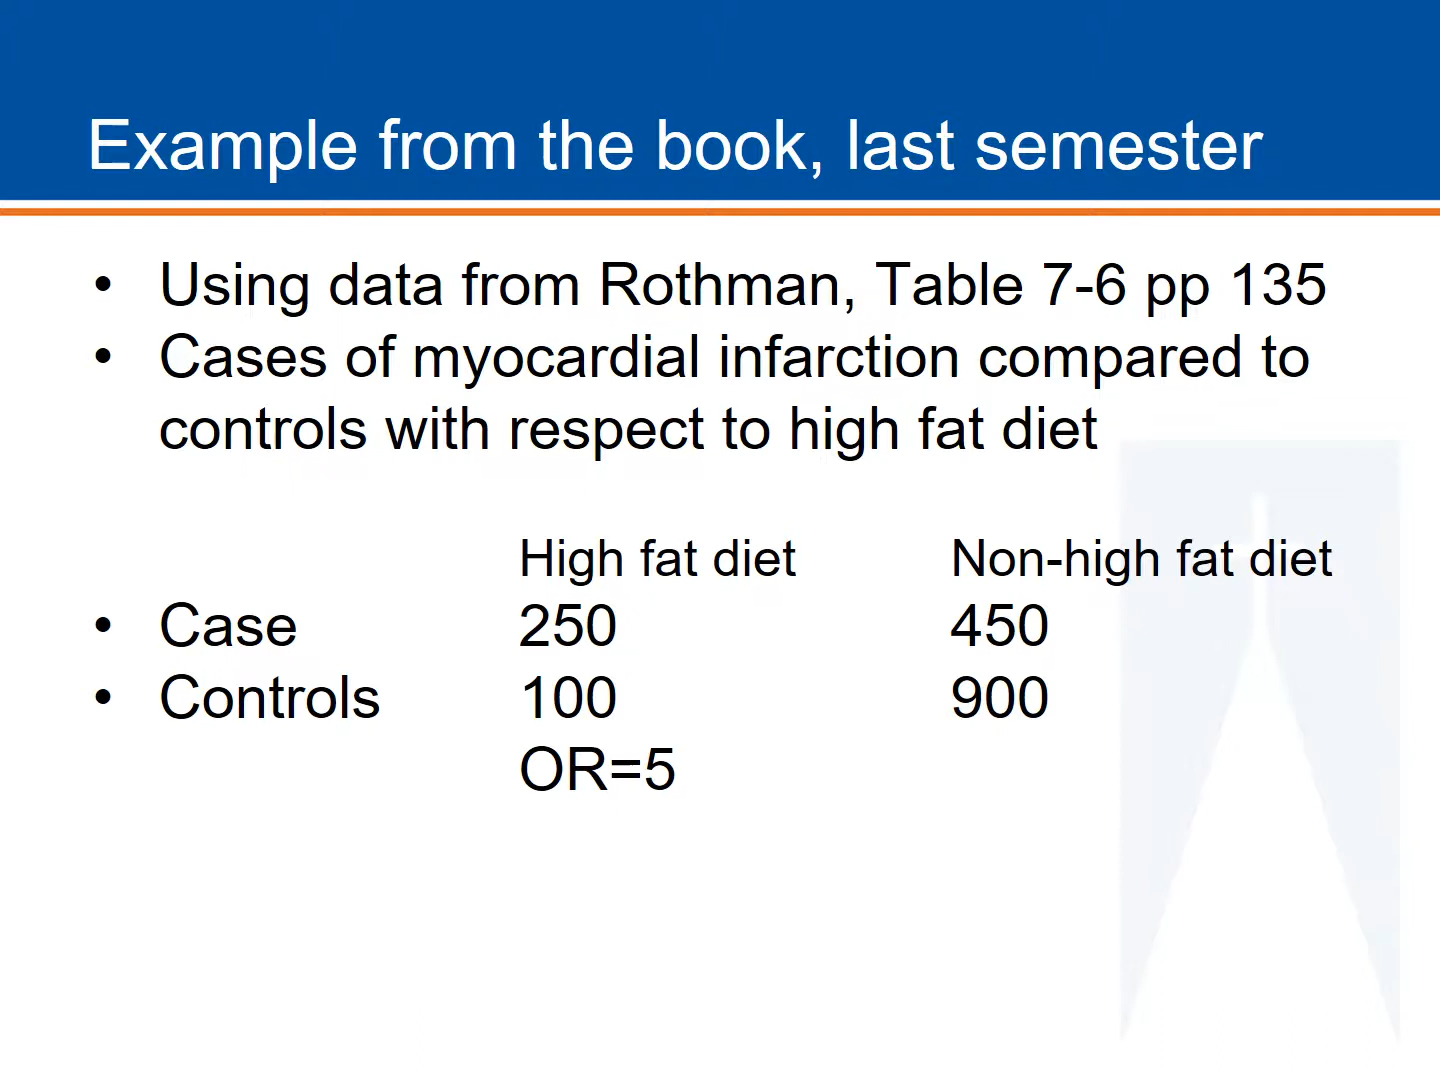 Example from the book, last semester
• Using data from Rothman, Table 7-6 pp 135
• Cases of myocardial infarction compared to
controls with respect to high fat diet
High fat diet Non-high fat diet
• Case 250 450
• Controls 100 900
OR=5